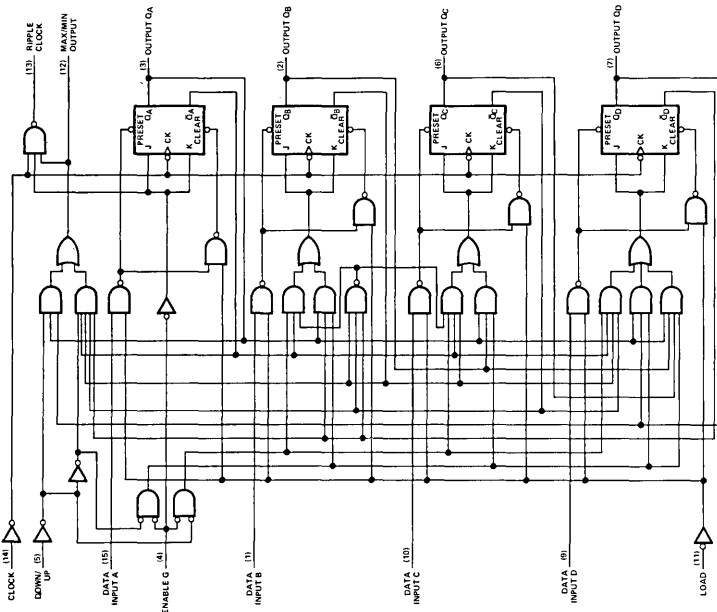 (13) RIPPLE
CLOCK
(12) MAX/MIN
OUTPUT
(3) OUTPUT QA
(2) OUTPUT QB
(6) OUTPUT QC
(7) OUTPUT QD
PRESET QA
J
CK
K
CLEAR Q̅A
PRESET QB
J
CK
K
CLEAR Q̅B
PRESET QC
J
CK
K
CLEAR Q̅C
PRESET QD
J
CK
K
CLEAR Q̅D
CLOCK (14)
DOWN/
UP (5)
DATA
INPUT A (15)
ENABLE G (4)
DATA
INPUT B (1)
DATA
INPUT C (10)
DATA
INPUT D (9)
LOAD (11)